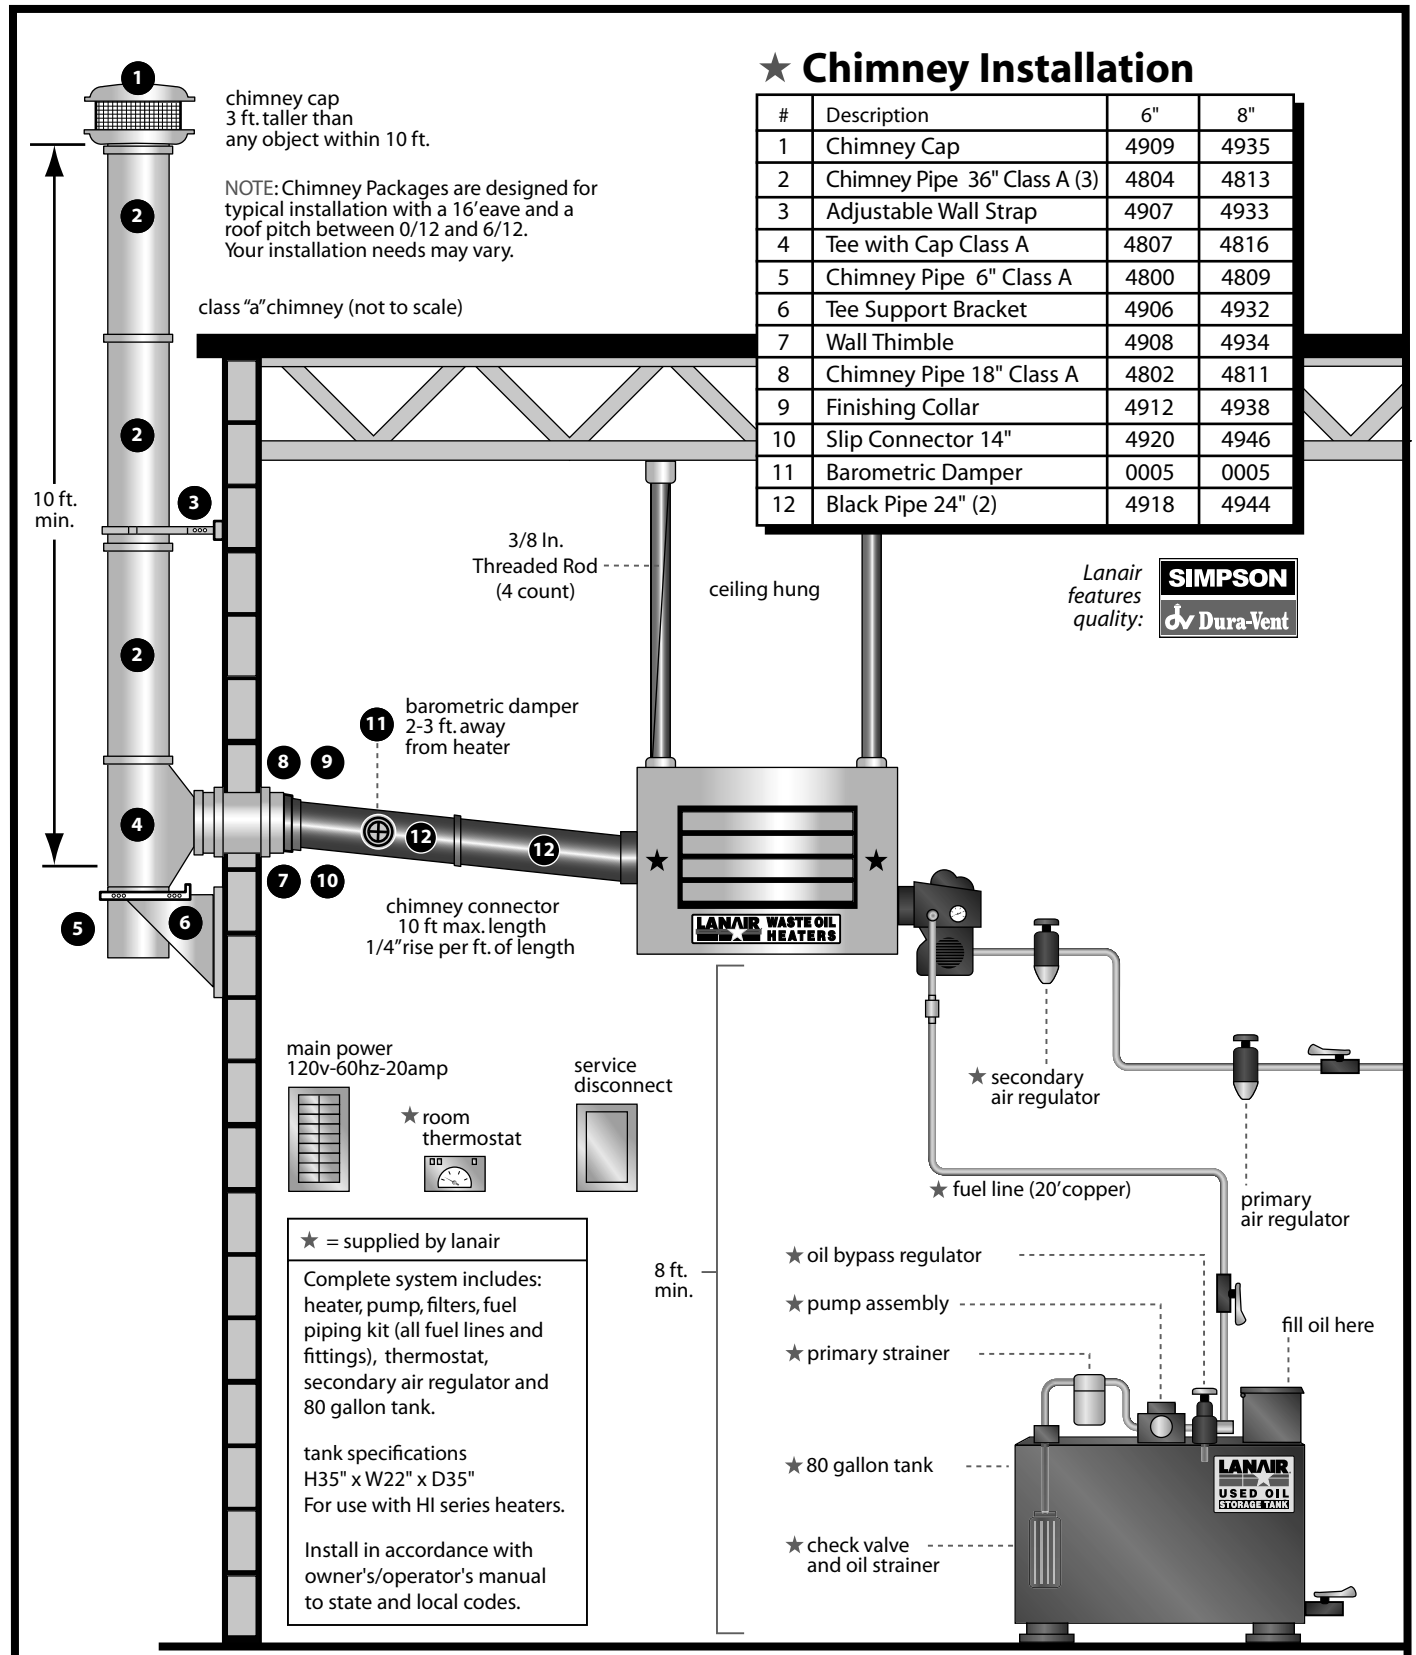 ★ Chimney Installation
# Description 6" 8"
1 Chimney Cap 4909 4935
2 Chimney Pipe 36" Class A (3) 4804 4813
3 Adjustable Wall Strap 4907 4933
4 Tee with Cap Class A 4807 4816
5 Chimney Pipe 6" Class A 4800 4809
6 Tee Support Bracket 4906 4932
7 Wall Thimble 4908 4934
8 Chimney Pipe 18" Class A 4802 4811
9 Finishing Collar 4912 4938
10 Slip Connector 14" 4920 4946
11 Barometric Damper 0005 0005
12 Black Pipe 24" (2) 4918 4944
1
chimney cap
3 ft. taller than
any object within 10 ft.
NOTE: Chimney Packages are designed for
typical installation with a 16' eave and a
roof pitch between 0/12 and 6/12.
Your installation needs may vary.
class "a" chimney (not to scale)
2
2
10 ft.
min.
3
2
3/8 In.
Threaded Rod
(4 count)
ceiling hung
Lanair
features
quality:
SIMPSON
dv Dura-Vent
11
barometric damper
2-3 ft. away
from heater
8 9
4
12
12
7 10
5
6
chimney connector
10 ft max. length
1/4" rise per ft. of length
★ ★
LANAIR WASTE OIL
HEATERS
main power
120v-60hz-20amp
★ room
thermostat
service
disconnect
★ secondary
air regulator
primary
air regulator
★ fuel line (20' copper)
★ = supplied by lanair
Complete system includes:
heater, pump, filters, fuel
piping kit (all fuel lines and
fittings), thermostat,
secondary air regulator and
80 gallon tank.
tank specifications
H35" x W22" x D35"
For use with HI series heaters.
Install in accordance with
owner's/operator's manual
to state and local codes.
8 ft.
min.
★ oil bypass regulator
★ pump assembly
★ primary strainer
fill oil here
★ 80 gallon tank
★ check valve
and oil strainer
LANAIR
USED OIL
STORAGE TANK